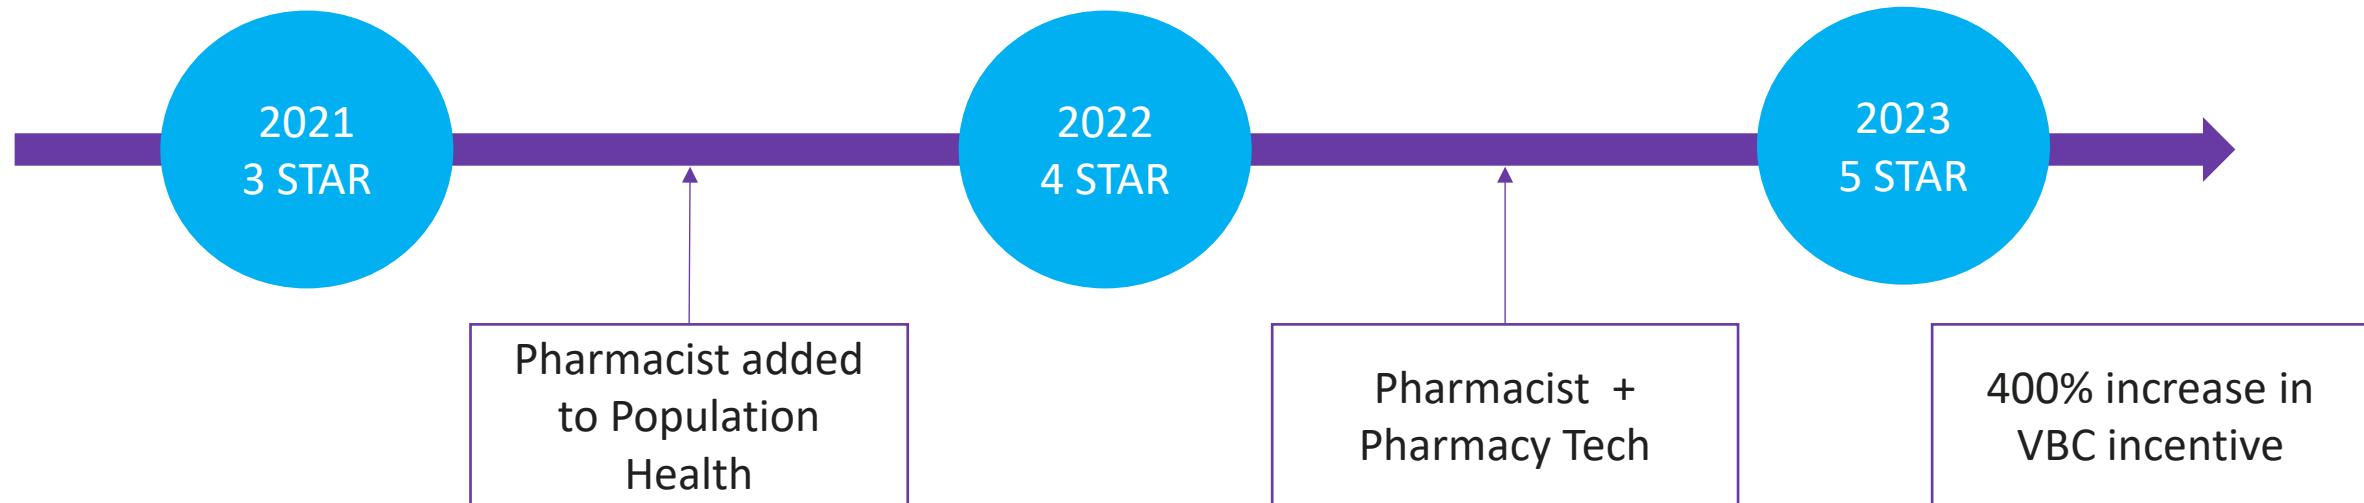 2021
3 STAR
2022
4 STAR
2023
5 STAR
Pharmacist added
to Population
Health
Pharmacist +
Pharmacy Tech
400% increase in
VBC incentive